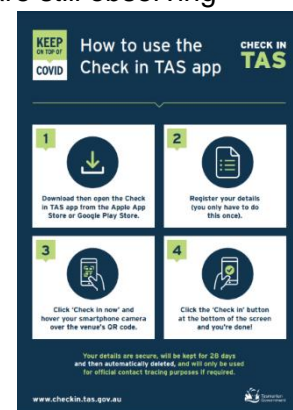 are still observing
KEEP
ON TOP OF
COVID
How to use the
Check in TAS app
CHECK IN
TAS
1
Download then open the Check
in TAS app from the Apple App
Store or Google Play Store.
2
Register your details
(you only have to do
this once).
3
Click 'Check in now' and
hover your smartphone camera
over the venue's QR code.
4
Click the 'Check in' button
at the bottom of the screen
and you're done!
Your details are secure, will be kept for 28 days
and then automatically deleted, and will only be used
for official contact tracing purposes if required.
www.checkin.tas.gov.au
Tasmanian
Government